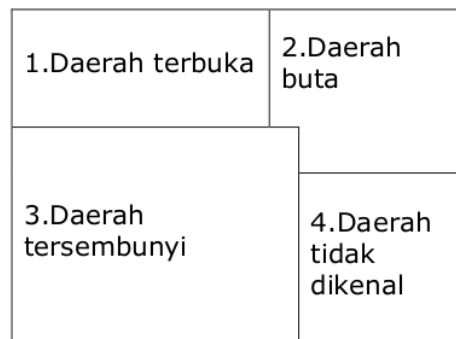 1.Daerah terbuka
2.Daerah
buta
3.Daerah
tersembunyi
4.Daerah
tidak
dikenal